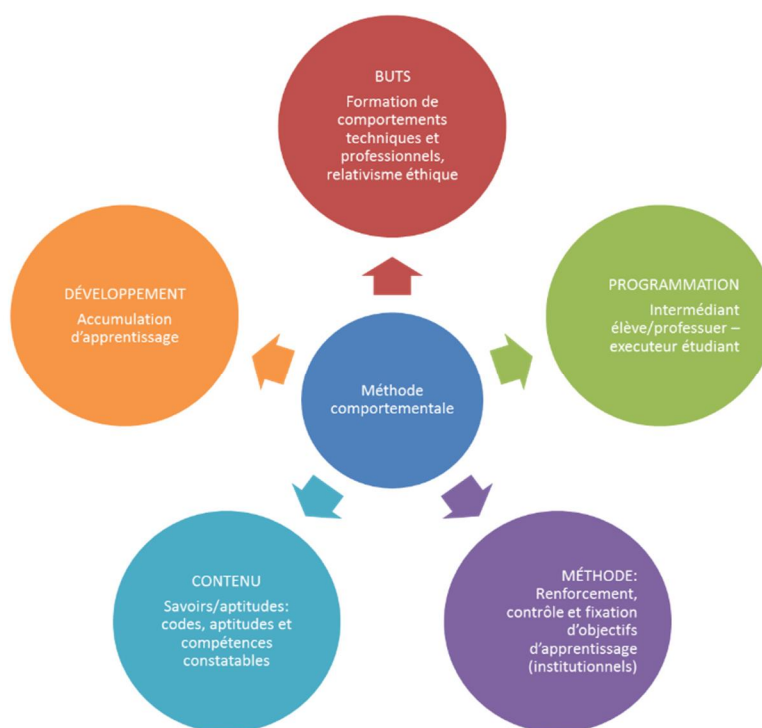 BUTS
Formation de
comportements
techniques et
professionnels,
relativisme éthique
DÉVELOPPEMENT
Accumulation
d'apprentissage
PROGRAMMATION
Intermédiant
élève/professuer –
executeur étudiant
Méthode
comportementale
CONTENU
Savoirs/aptitudes:
codes, aptitudes et
compétences
constatables
MÉTHODE:
Renforcement,
contrôle et fixation
d'objectifs
d'apprentissage
(institutionnels)